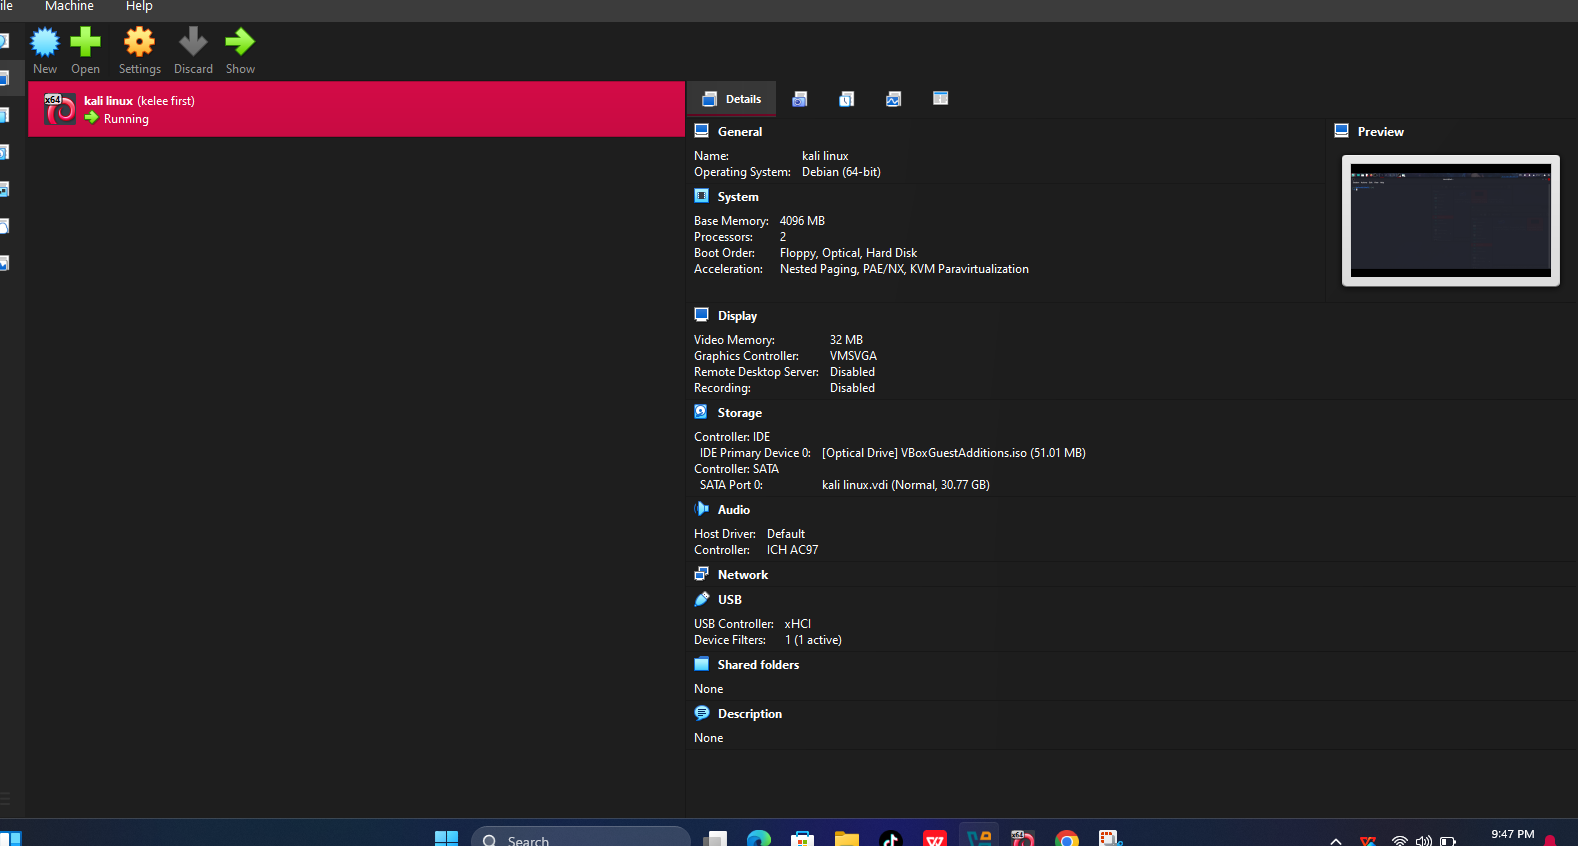 ile Machine Help
New Open Settings Discard Show
x64 kali linux (kelee first)
Running
Details
General
Name: kali linux
Operating System: Debian (64-bit)
System
Base Memory: 4096 MB
Processors: 2
Boot Order: Floppy, Optical, Hard Disk
Acceleration: Nested Paging, PAE/NX, KVM Paravirtualization
Display
Video Memory: 32 MB
Graphics Controller: VMSVGA
Remote Desktop Server: Disabled
Recording: Disabled
Storage
Controller: IDE
IDE Primary Device 0: [Optical Drive] VBoxGuestAdditions.iso (51.01 MB)
Controller: SATA
SATA Port 0: kali linux.vdi (Normal, 30.77 GB)
Audio
Host Driver: Default
Controller: ICH AC97
Network
USB
USB Controller: xHCI
Device Filters: 1 (1 active)
Shared folders
None
Description
None
Preview
Search
x64
9:47 PM